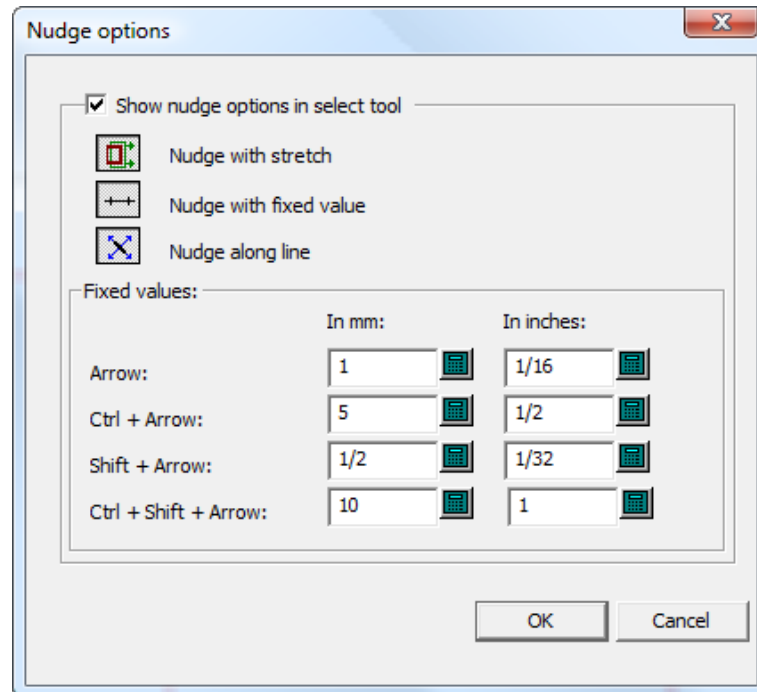 Nudge options
Show nudge options in select tool
Nudge with stretch
Nudge with fixed value
Nudge along line
Fixed values:
In mm: In inches:
Arrow: 1 1/16
Ctrl + Arrow: 5 1/2
Shift + Arrow: 1/2 1/32
Ctrl + Shift + Arrow: 10 1
OK Cancel